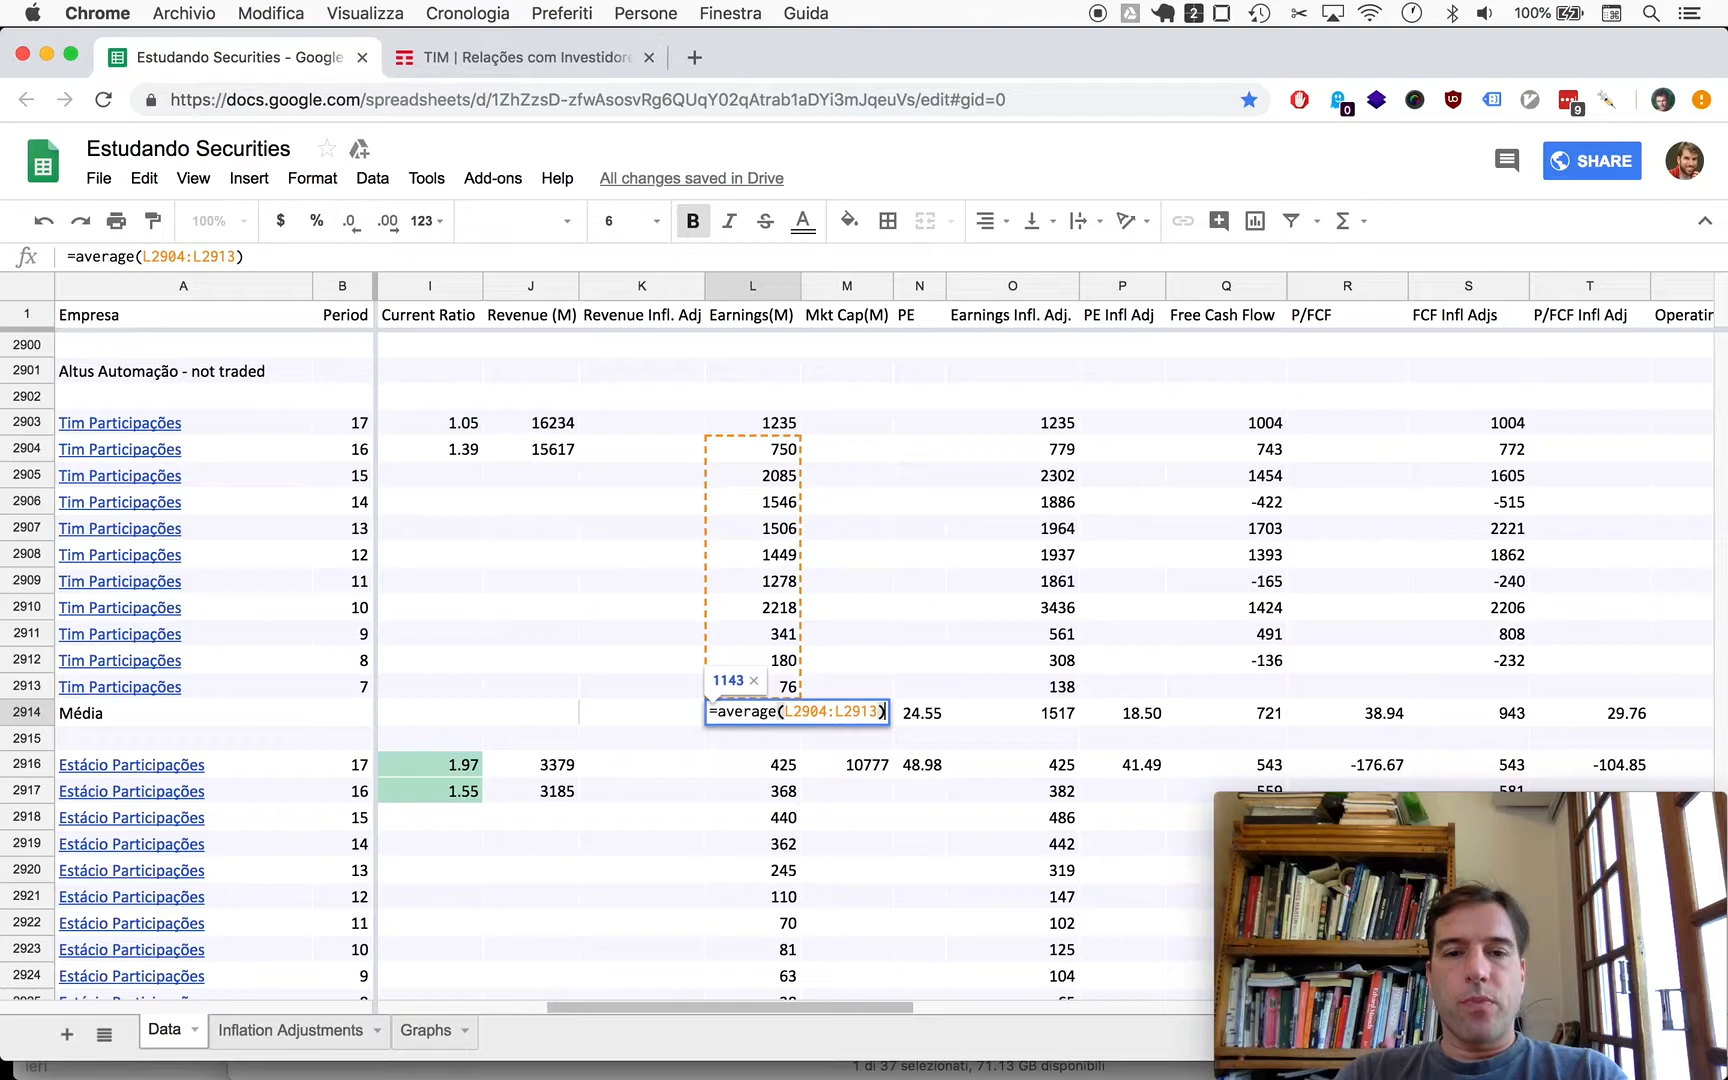 Chrome Archivio Modifica Visualizza Cronologia Preferiti Persone Finestra Guida 2 100%
Estudando Securities - Google TIM | Relações com Investidore
https://docs.google.com/spreadsheets/d/1ZhZzsD-zfwAsosvRg6QUqY02qAtrab1aDYi3mJqeuVs/edit#gid=0 0 9
Estudando Securities
SHARE
File Edit View Insert Format Data Tools Add-ons Help All changes saved in Drive
100% $ % .0 .00 123 6 B I S A Σ
fx =average(L2904:L2913)
A B I J K L M N O P Q R S T
1 Empresa Period Current Ratio Revenue (M) Revenue Infl. Adj Earnings(M) Mkt Cap(M) PE Earnings Infl. Adj. PE Infl Adj Free Cash Flow P/FCF FCF Infl Adjs P/FCF Infl Adj Operatir
2900
2901 Altus Automação - not traded
2902
2903 Tim Participações 17 1.05 16234 1235 1235 1004 1004
2904 Tim Participações 16 1.39 15617 750 779 743 772
2905 Tim Participações 15 2085 2302 1454 1605
2906 Tim Participações 14 1546 1886 -422 -515
2907 Tim Participações 13 1506 1964 1703 2221
2908 Tim Participações 12 1449 1937 1393 1862
2909 Tim Participações 11 1278 1861 -165 -240
2910 Tim Participações 10 2218 3436 1424 2206
2911 Tim Participações 9 341 561 491 808
2912 Tim Participações 8 180 308 -136 -232
1143 ×
2913 Tim Participações 7 76 138
2914 Média =average(L2904:L2913) 24.55 1517 18.50 721 38.94 943 29.76
2915
2916 Estácio Participações 17 1.97 3379 425 10777 48.98 425 41.49 543 -176.67 543 -104.85
2917 Estácio Participações 16 1.55 3185 368 382 559 581
2918 Estácio Participações 15 440 486
2919 Estácio Participações 14 362 442
2920 Estácio Participações 13 245 319
2921 Estácio Participações 12 110 147
2922 Estácio Participações 11 70 102
2923 Estácio Participações 10 81 125
2924 Estácio Participações 9 63 104
Data Inflation Adjustments Graphs
Ieri 1 di 37 selezionati, 71.13 GB disponibili